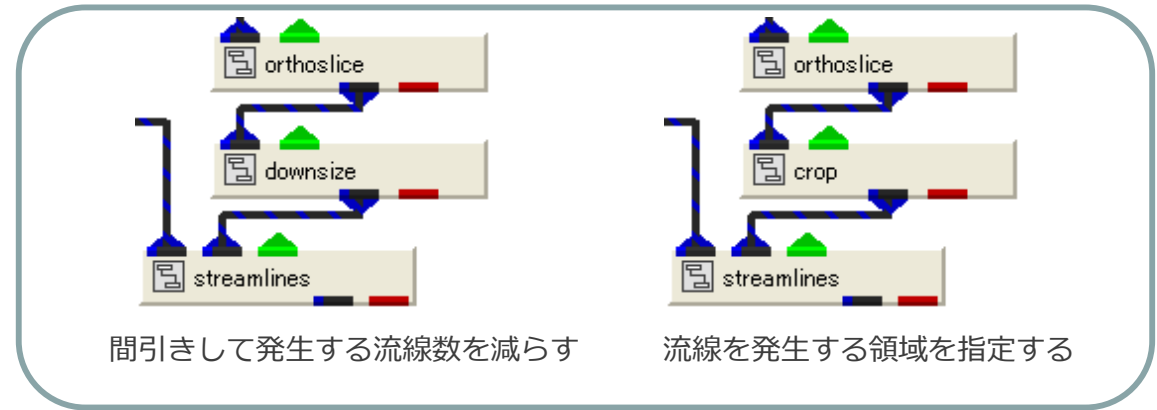 orthoslice
downsize
streamlines
間引きして発生する流線数を減らす
orthoslice
crop
streamlines
流線を発生する領域を指定する